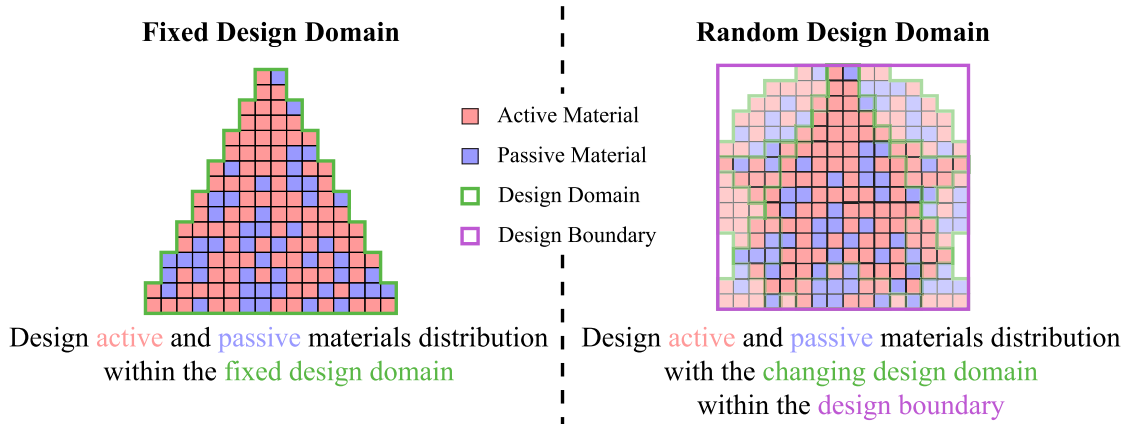 Fixed Design Domain
Random Design Domain
Active Material
Passive Material
Design Domain
Design Boundary
Design active and passive materials distribution
within the fixed design domain
Design active and passive materials distribution
with the changing design domain
within the design boundary